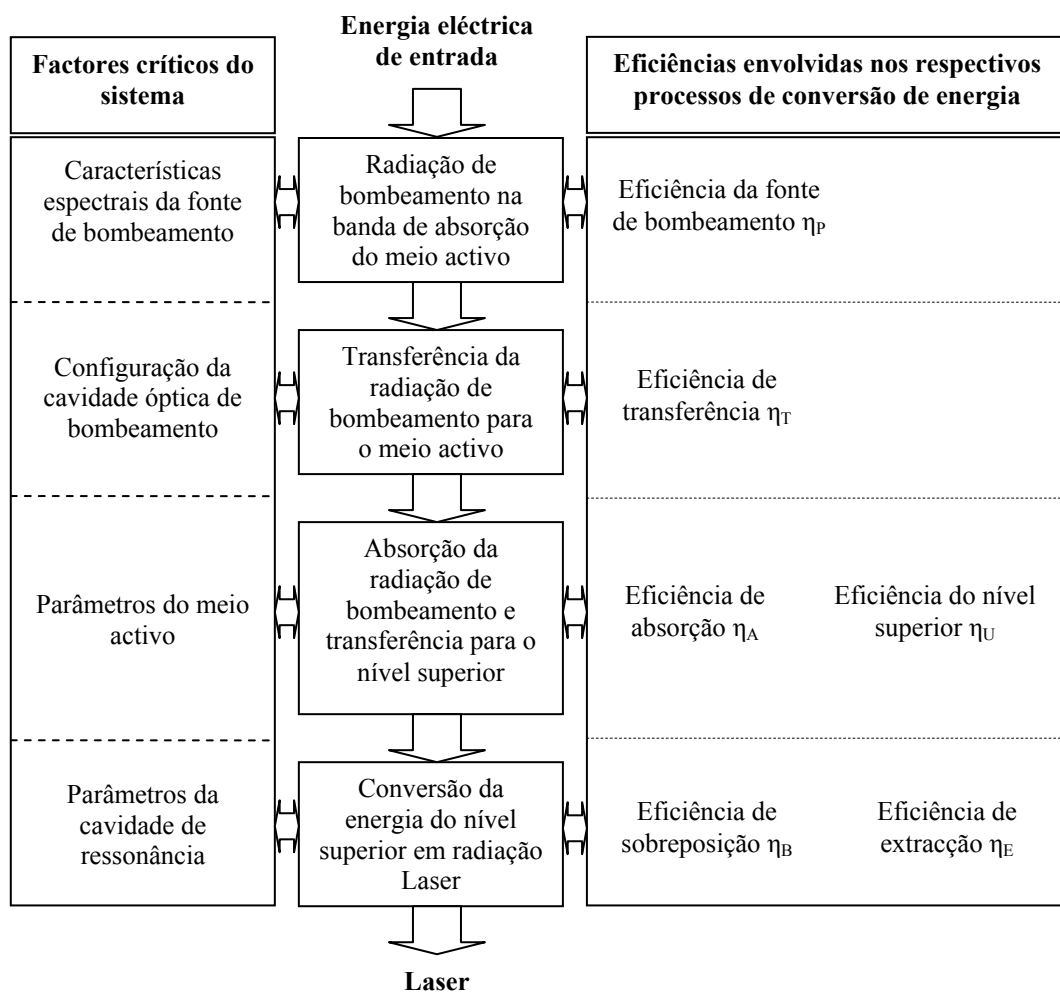 Energia eléctrica
de entrada
Factores críticos do
sistema
Eficiências envolvidas nos respectivos
processos de conversão de energia
Características
espectrais da fonte
de bombeamento
Radiação de
bombeamento na
banda de absorção
do meio activo
Eficiência da fonte
de bombeamento ηP
Configuração da
cavidade óptica de
bombeamento
Transferência da
radiação de
bombeamento para
o meio activo
Eficiência de
transferência ηT
Parâmetros do meio
activo
Absorção da
radiação de
bombeamento e
transferência para o
nível superior
Eficiência de
absorção ηA
Eficiência do nível
superior ηU
Parâmetros da
cavidade de
ressonância
Conversão da
energia do nível
superior em radiação
Laser
Eficiência de
sobreposição ηB
Eficiência de
extracção ηE
Laser